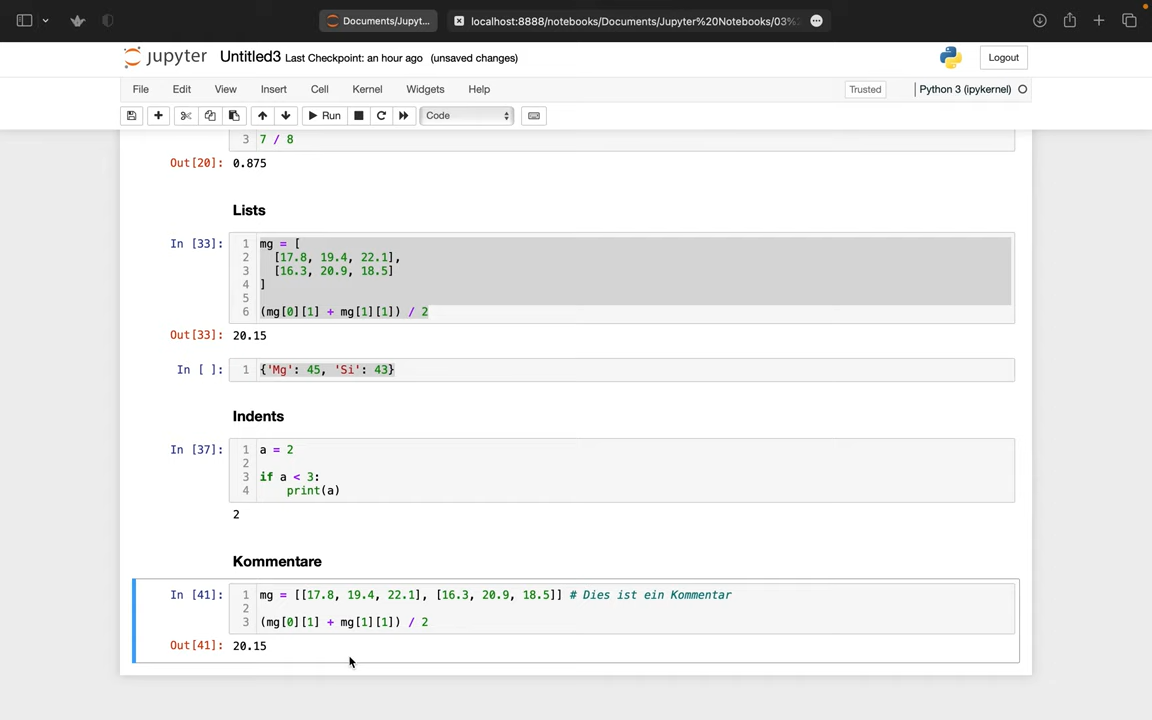 Documents/Jupyt...
localhost:8888/notebooks/Documents/Jupyter%20Notebooks/03%
jupyter Untitled3 Last Checkpoint: an hour ago (unsaved changes)
Logout
File Edit View Insert Cell Kernel Widgets Help
Trusted
Python 3 (ipykernel)
Run
Code
3 7 / 8
Out[20]: 0.875
Lists
In [33]: 1 mg = [
2 [17.8, 19.4, 22.1],
3 [16.3, 20.9, 18.5]
4 ]
5
6 (mg[0][1] + mg[1][1]) / 2
Out[33]: 20.15
In [ ]: 1 {'Mg': 45, 'Si': 43}
Indents
In [37]: 1 a = 2
2
3 if a < 3:
4 print(a)
2
Kommentare
In [41]: 1 mg = [[17.8, 19.4, 22.1], [16.3, 20.9, 18.5]] # Dies ist ein Kommentar
2
3 (mg[0][1] + mg[1][1]) / 2
Out[41]: 20.15